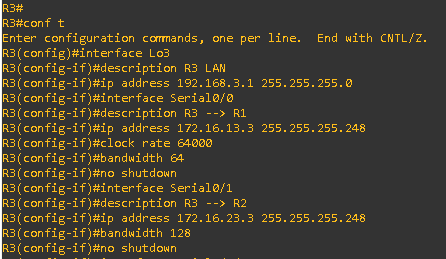 R3#
R3#conf t
Enter configuration commands, one per line.  End with CNTL/Z.
R3(config)#interface Lo3
R3(config-if)#description R3 LAN
R3(config-if)#ip address 192.168.3.1 255.255.255.0
R3(config-if)#interface Serial0/0
R3(config-if)#description R3 --> R1
R3(config-if)#ip address 172.16.13.3 255.255.255.248
R3(config-if)#clock rate 64000
R3(config-if)#bandwidth 64
R3(config-if)#no shutdown
R3(config-if)#interface Serial0/1
R3(config-if)#description R3 --> R2
R3(config-if)#ip address 172.16.23.3 255.255.255.248
R3(config-if)#bandwidth 128
R3(config-if)#no shutdown